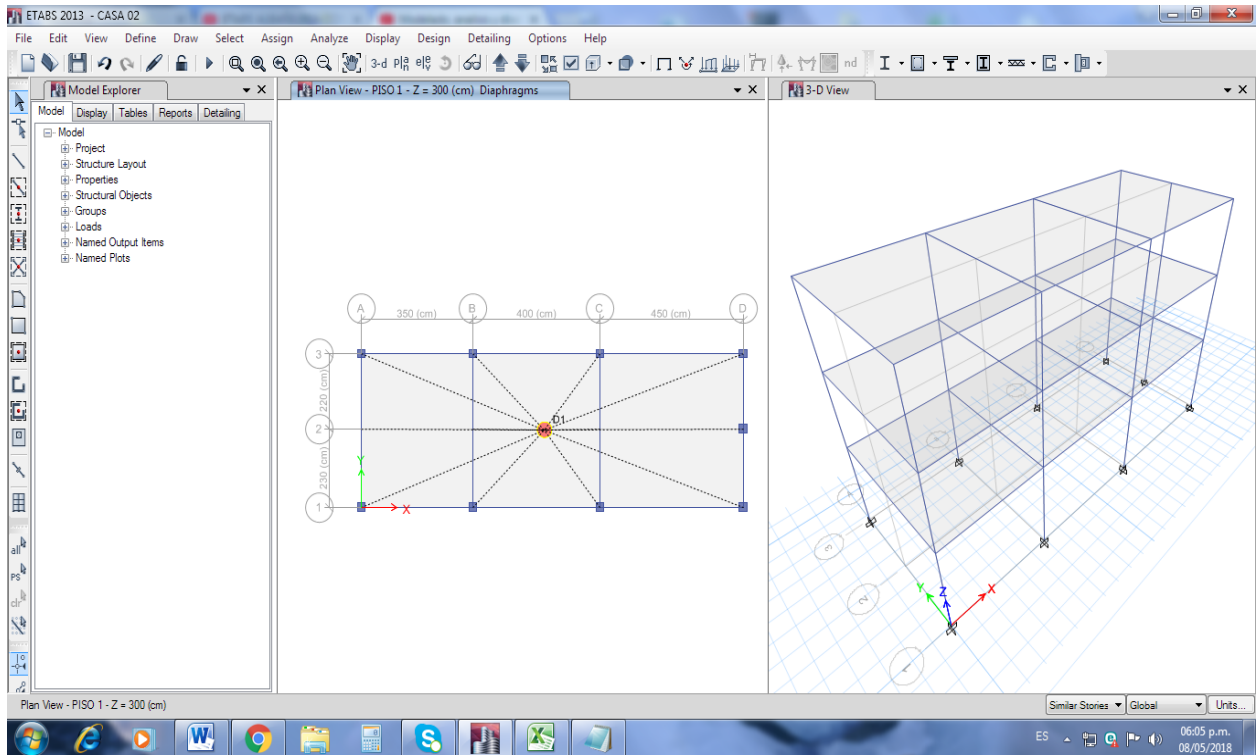 ETABS 2013 - CASA 02
File Edit View Define Draw Select Assign Analyze Display Design Detailing Options Help
3-d nd
Model Explorer
Model Display Tables Reports Detailing
Model
Project
Structure Layout
Properties
Structural Objects
Groups
Loads
Named Output Items
Named Plots
all
PS
clr
Plan View - PISO 1 - Z = 300 (cm) Diaphragms
A 350 (cm) B 400 (cm) C 450 (cm) D
3
220 (cm)
2
230 (cm)
1
D1
Y
X
3-D View
Y Z X
3
2
1
Plan View - PISO 1 - Z = 300 (cm)
Similar Stories Global Units...
ES
06:05 p.m.
08/05/2018